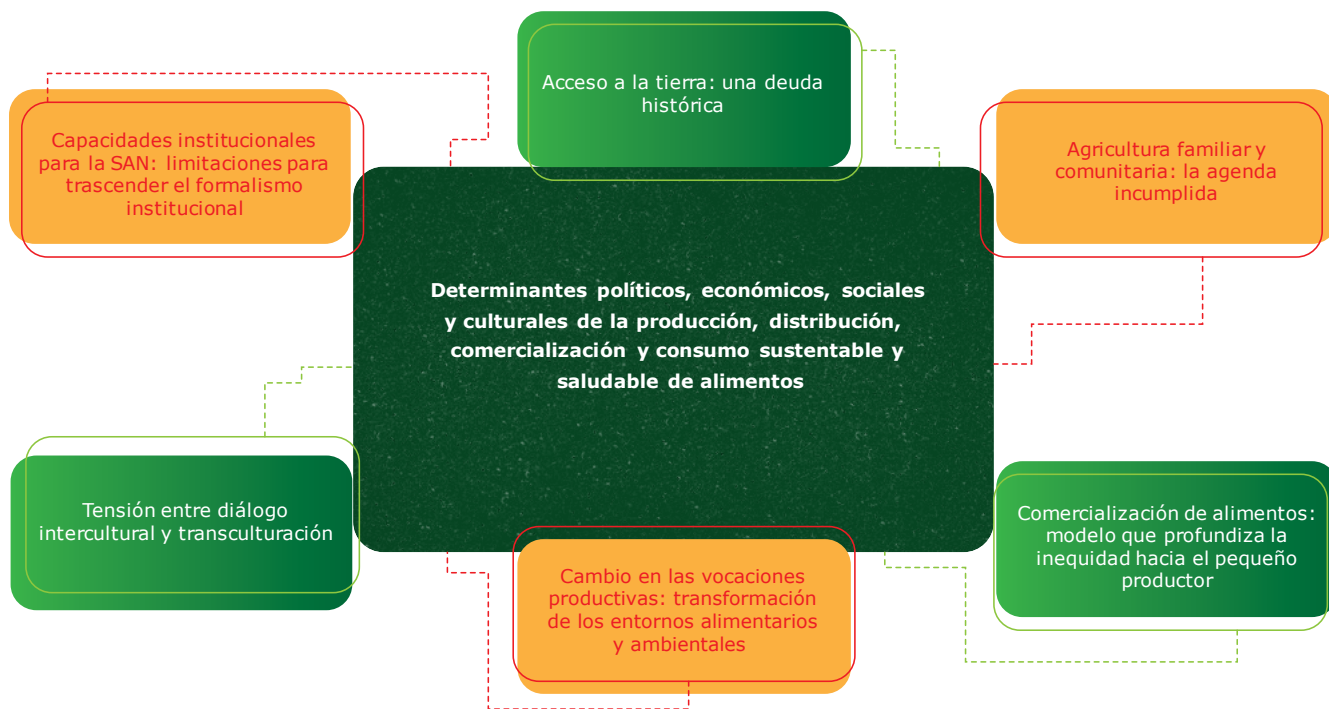 Acceso a la tierra: una deuda
histórica
Capacidades institucionales
para la SAN: limitaciones para
trascender el formalismo
institucional
Agricultura familiar y
comunitaria: la agenda
incumplida
Determinantes políticos, económicos, sociales
y culturales de la producción, distribución,
comercialización y consumo sustentable y
saludable de alimentos
Tensión entre diálogo
intercultural y transculturación
Cambio en las vocaciones
productivas: transformación
de los entornos alimentarios
y ambientales
Comercialización de alimentos:
modelo que profundiza la
inequidad hacia el pequeño
productor